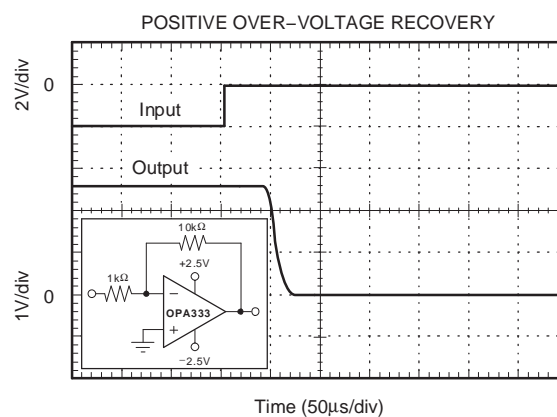 POSITIVE OVER−VOLTAGE RECOVERY
2V/div
0
Input
Output
10kΩ
+2.5V
1kΩ
OPA333
−2.5V
1V/div
0
Time (50μs/div)